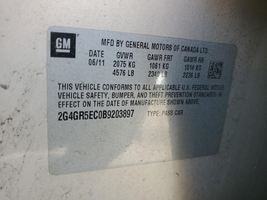 GM
MFD BY GENERAL MOTORS OF CANADA LTD.
06/11 GVWR GAWR FRT GAWR RR
2075 KG 1061 KG 1014 KG
4576 LB 2340 LB 2236 LB
THIS VEHICLE CONFORMS TO ALL APPLICABLE U.S. FEDERAL
MOTOR VEHICLE SAFETY, BUMPER, AND THEFT PREVENTION
STANDARDS IN EFFECT ON THE
DATE OF MANUFACTURE SHOWN ABOVE.
2G4GR5EC0B9203897 TYPE: PASS CAR